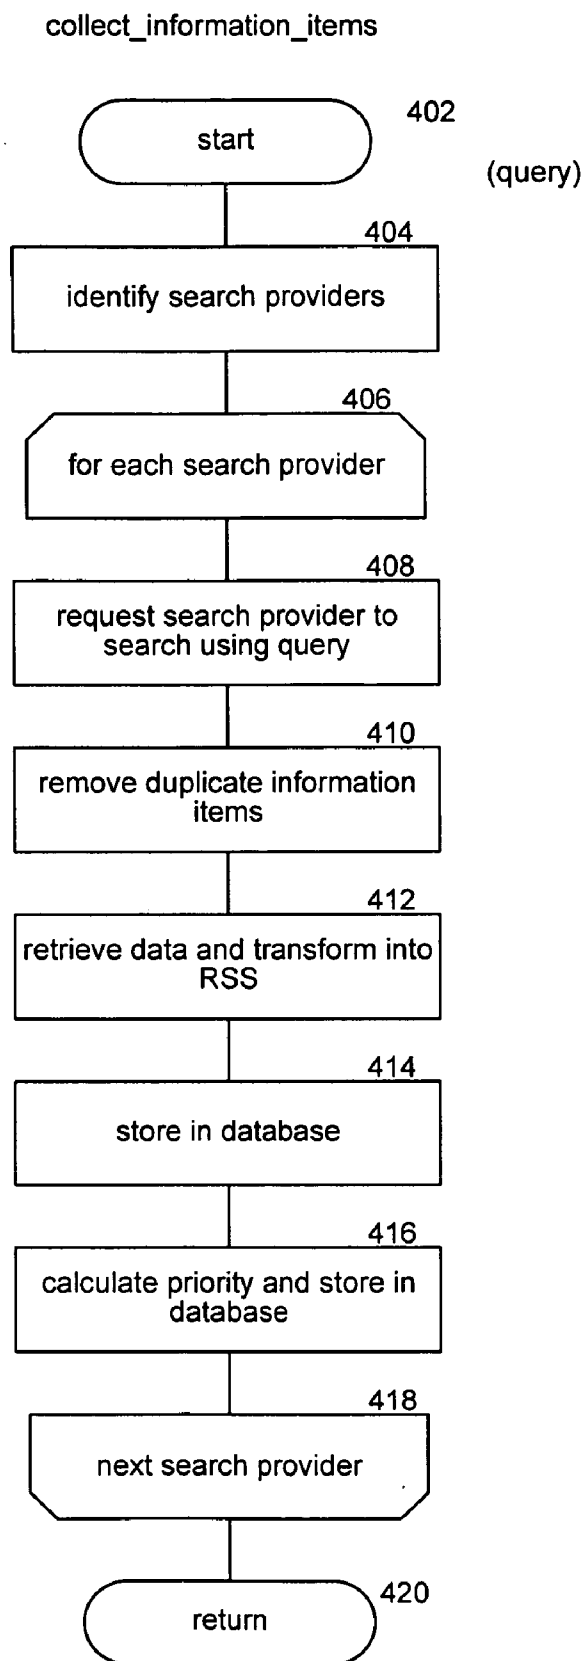 collect_information_items
402
start
(query)
404
identify search providers
406
for each search provider
408
request search provider to
search using query
410
remove duplicate information
items
412
retrieve data and transform into
RSS
414
store in database
416
calculate priority and store in
database
418
next search provider
420
return